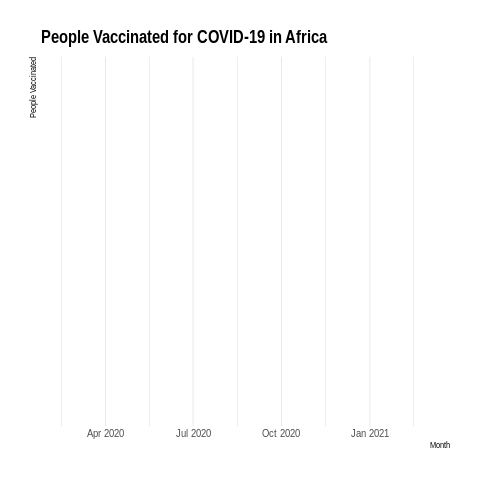 People Vaccinated for COVID-19 in Africa
People Vaccinated
Apr 2020 Jul 2020 Oct 2020 Jan 2021
Month